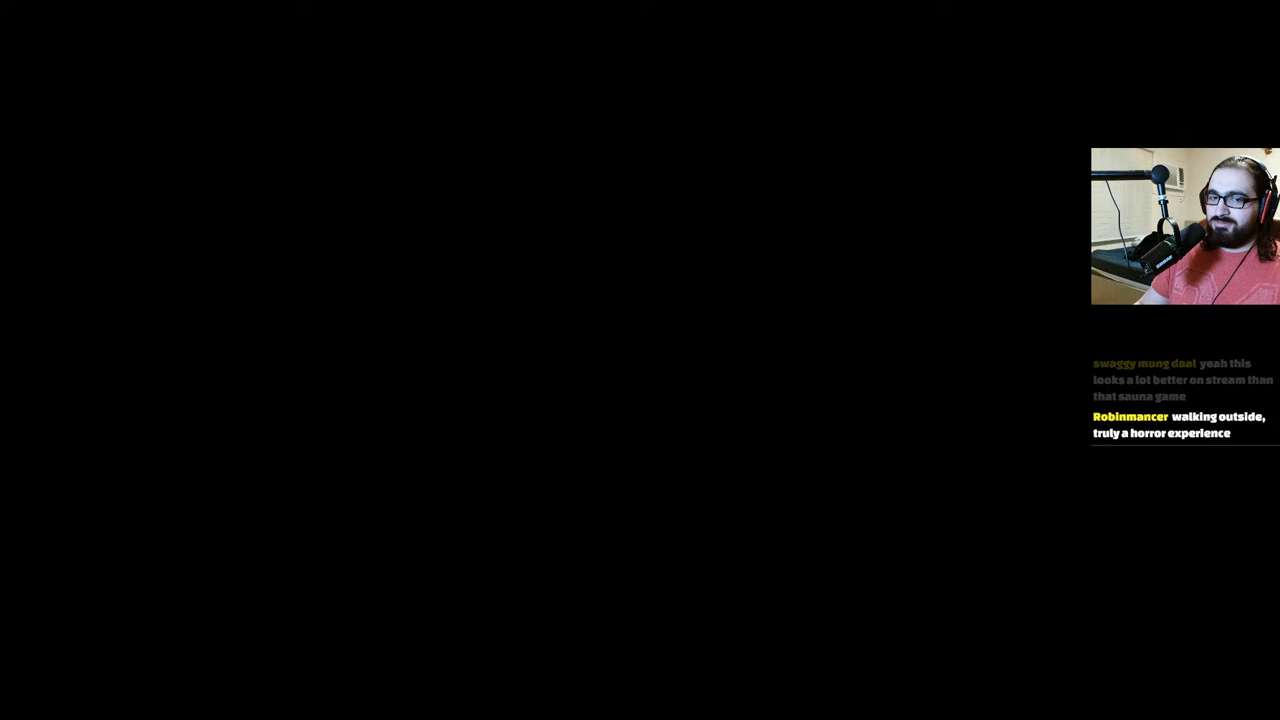 swaggy mung daal yeah this
looks a lot better on stream than
that sauna game
Robinmancer walking outside,
truly a horror experience